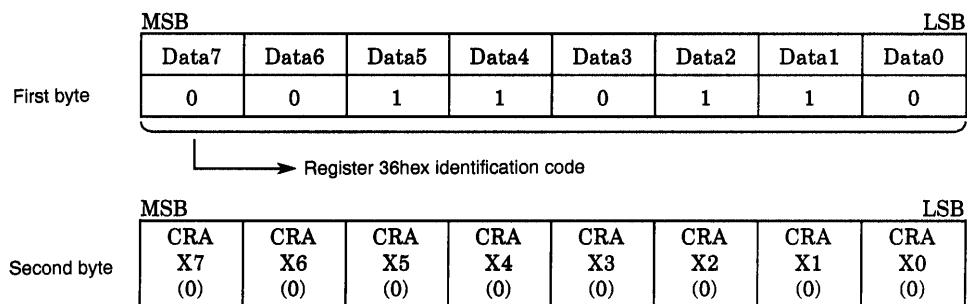 MSB LSB
Data7 Data6 Data5 Data4 Data3 Data2 Data1 Data0
First byte 0 0 1 1 0 1 1 0
Register 36hex identification code
MSB LSB
CRA CRA CRA CRA CRA CRA CRA CRA
Second byte X7 X6 X5 X4 X3 X2 X1 X0
(0) (0) (0) (0) (0) (0) (0) (0)